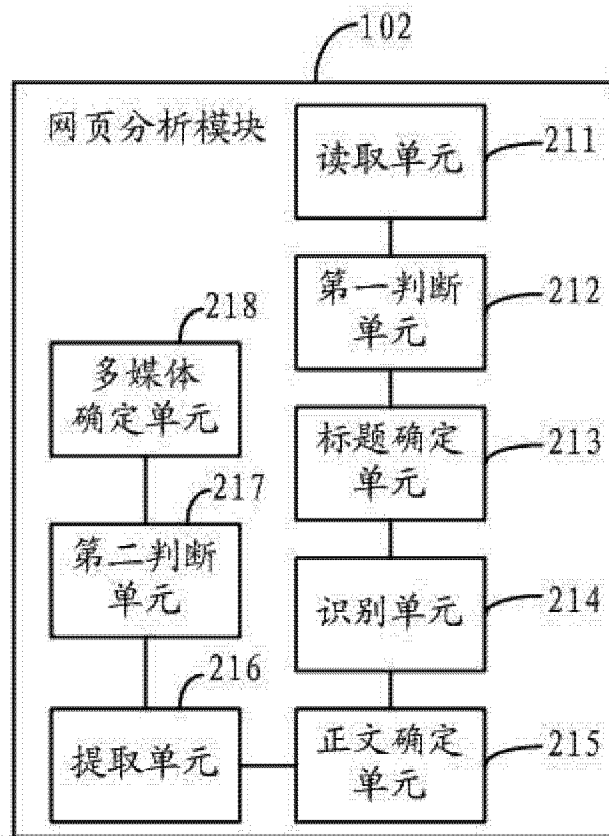 102
网页分析模块
读取单元
211
第一判断
单元
212
218
多媒体
确定单元
标题确定
单元
213
217
第二判断
单元
识别单元
214
216
提取单元
正文确定
单元
215